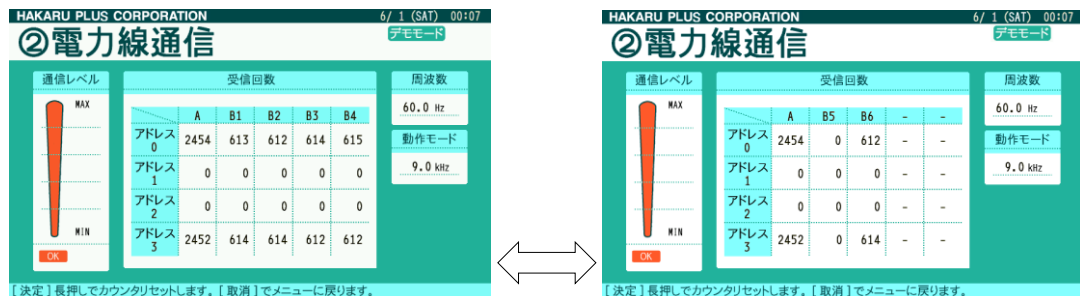 HAKARU PLUS CORPORATION 6/ 1 (SAT) 00:07
②電力線通信 デモモード
通信レベル 受信回数 周波数
MAX
A B1 B2 B3 B4
60.0 Hz
アドレス0 2454 613 612 614 615
動作モード
アドレス1 0 0 0 0 0
9.0 kHz
アドレス2 0 0 0 0 0
MIN
アドレス3 2452 614 614 612 612
OK
[決定]長押しでカウンタリセットします。[取消]でメニューに戻ります。
HAKARU PLUS CORPORATION 6/ 1 (SAT) 00:07
②電力線通信 デモモード
通信レベル 受信回数 周波数
MAX
A B5 B6 - -
60.0 Hz
アドレス0 2454 0 612 - -
動作モード
アドレス1 0 0 0 - -
9.0 kHz
アドレス2 0 0 0 - -
MIN
アドレス3 2452 0 614 - -
OK
[決定]長押しでカウンタリセットします。[取消]でメニューに戻ります。